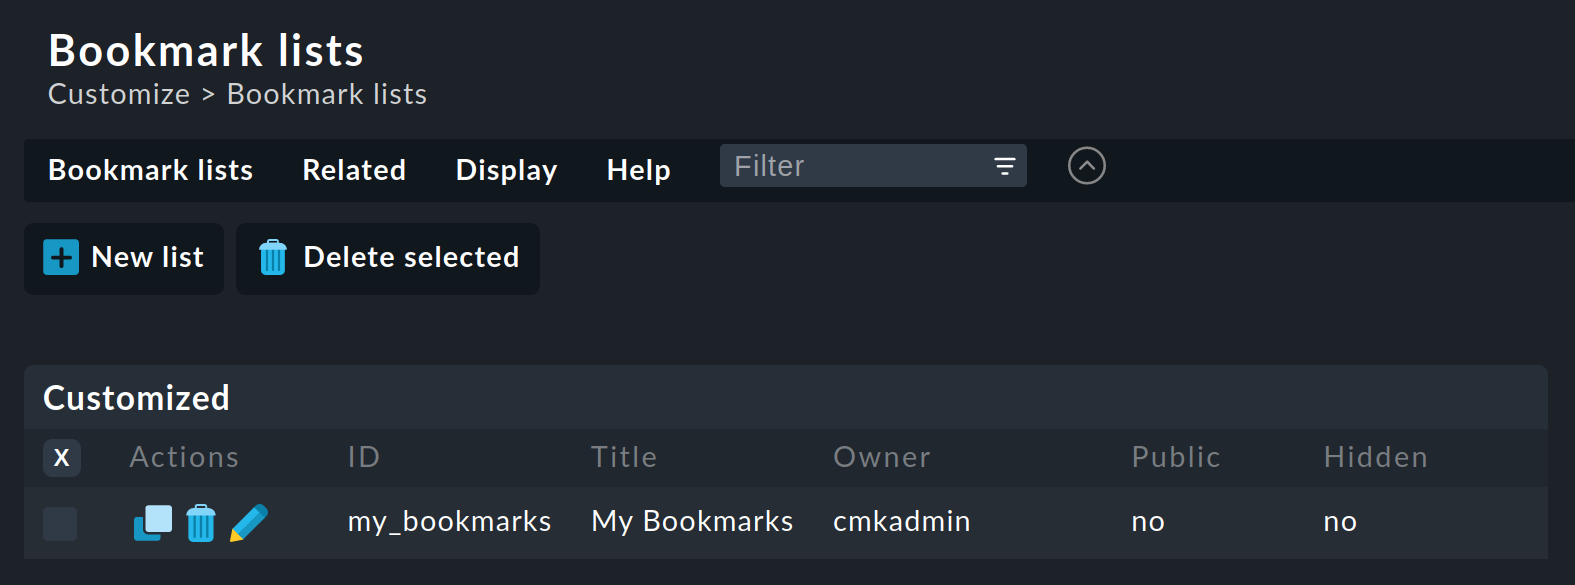 Bookmark lists
Customize > Bookmark lists
Bookmark lists Related Display Help Filter
New list Delete selected
Customized
X Actions ID Title Owner Public Hidden
my_bookmarks My Bookmarks cmkadmin no no